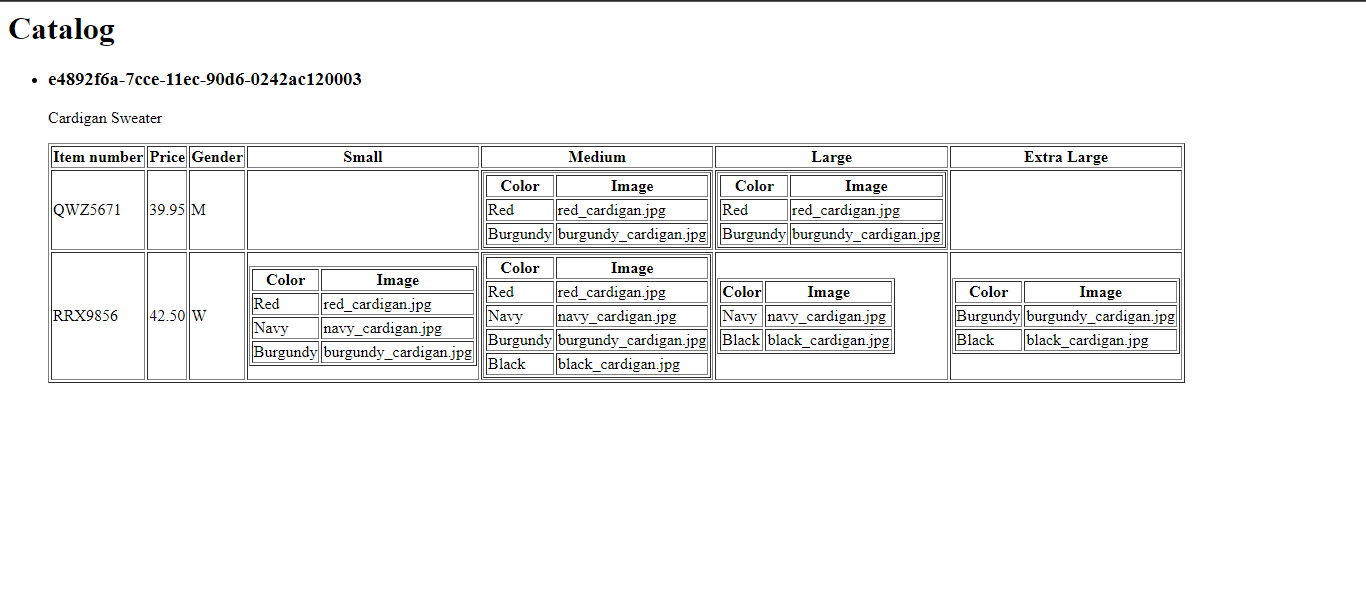 Catalog
e4892f6a-7cce-11ec-90d6-0242ac120003
Cardigan Sweater
Item number Price Gender Small Medium Large Extra Large
QWZ5671 39.95 M
Color Image
Red red_cardigan.jpg
Burgundy burgundy_cardigan.jpg
Color Image
Red red_cardigan.jpg
Burgundy burgundy_cardigan.jpg
RRX9856 42.50 W
Color Image
Red red_cardigan.jpg
Navy navy_cardigan.jpg
Burgundy burgundy_cardigan.jpg
Color Image
Red red_cardigan.jpg
Navy navy_cardigan.jpg
Burgundy burgundy_cardigan.jpg
Black black_cardigan.jpg
Color Image
Navy navy_cardigan.jpg
Black black_cardigan.jpg
Color Image
Burgundy burgundy_cardigan.jpg
Black black_cardigan.jpg